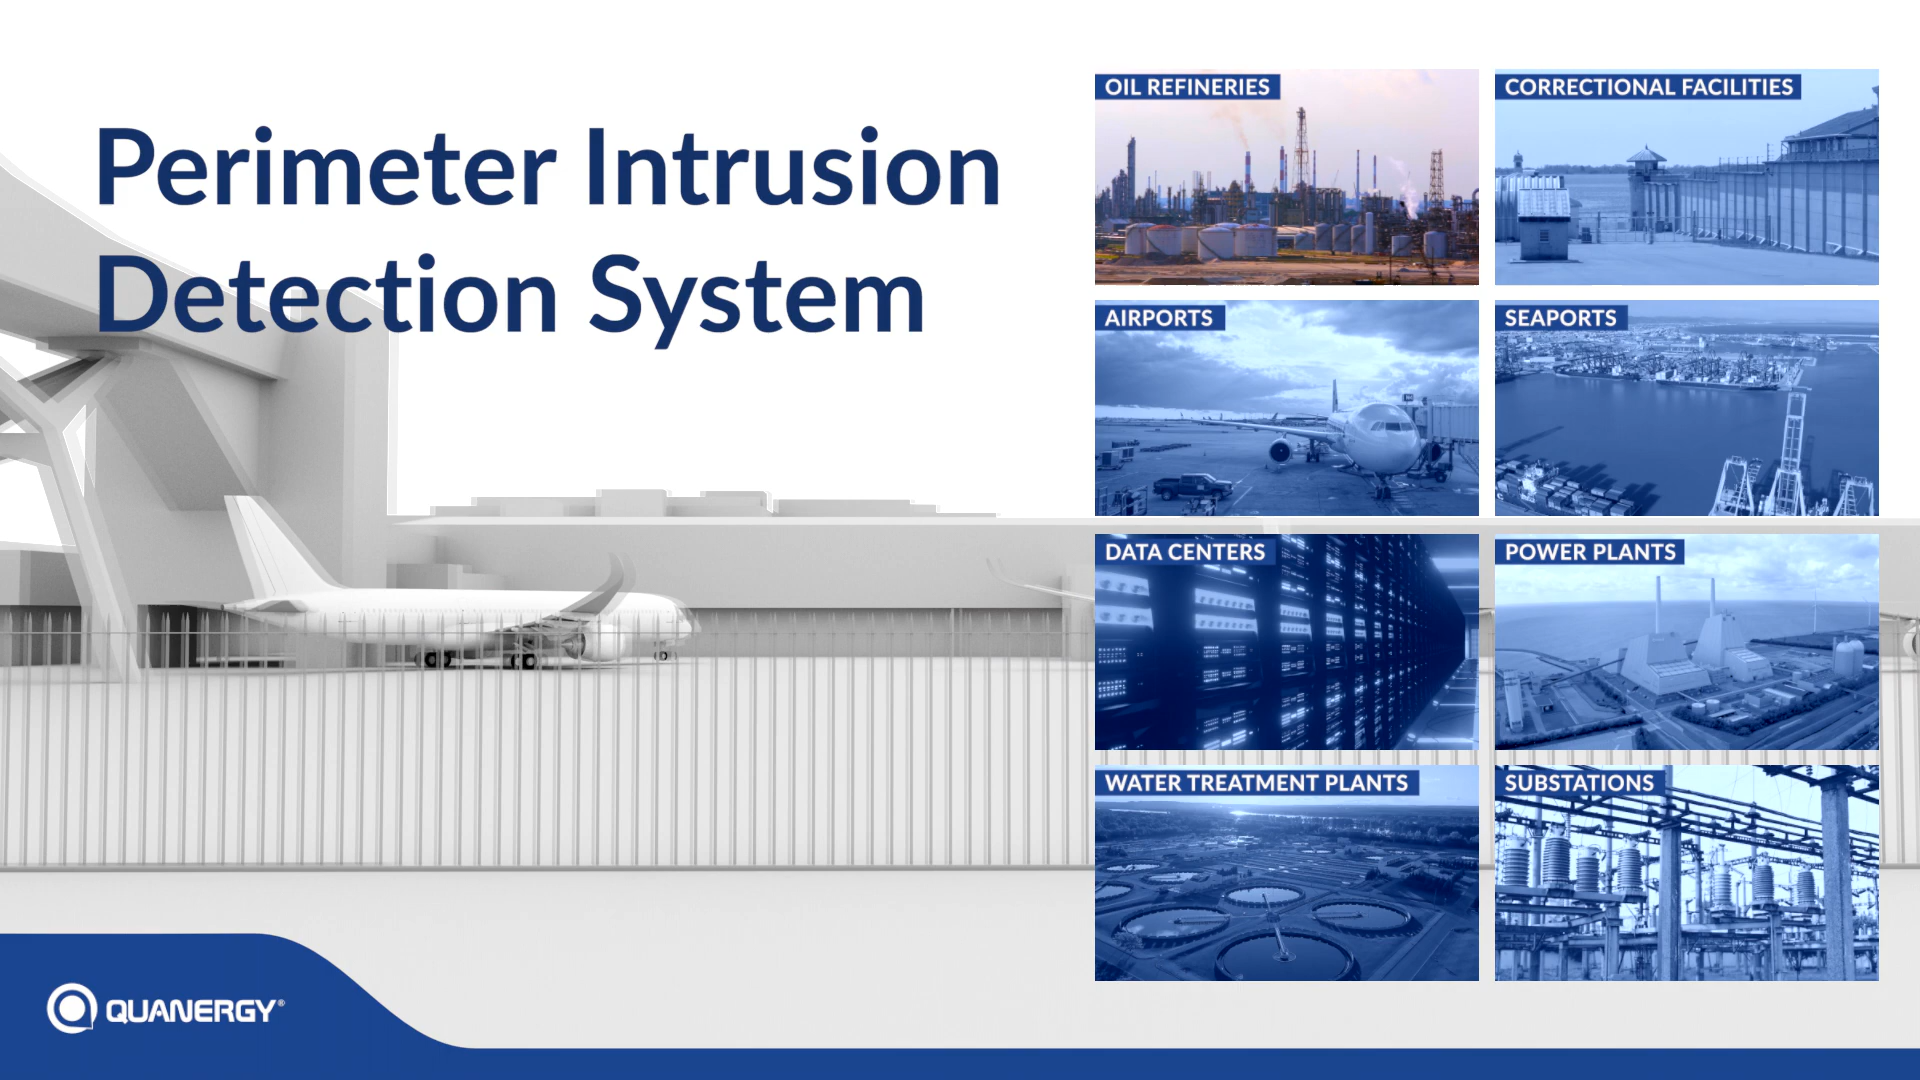 Perimeter Intrusion
Detection System
OIL REFINERIES
CORRECTIONAL FACILITIES
AIRPORTS
SEAPORTS
DATA CENTERS
POWER PLANTS
WATER TREATMENT PLANTS
SUBSTATIONS
QUANERGY®